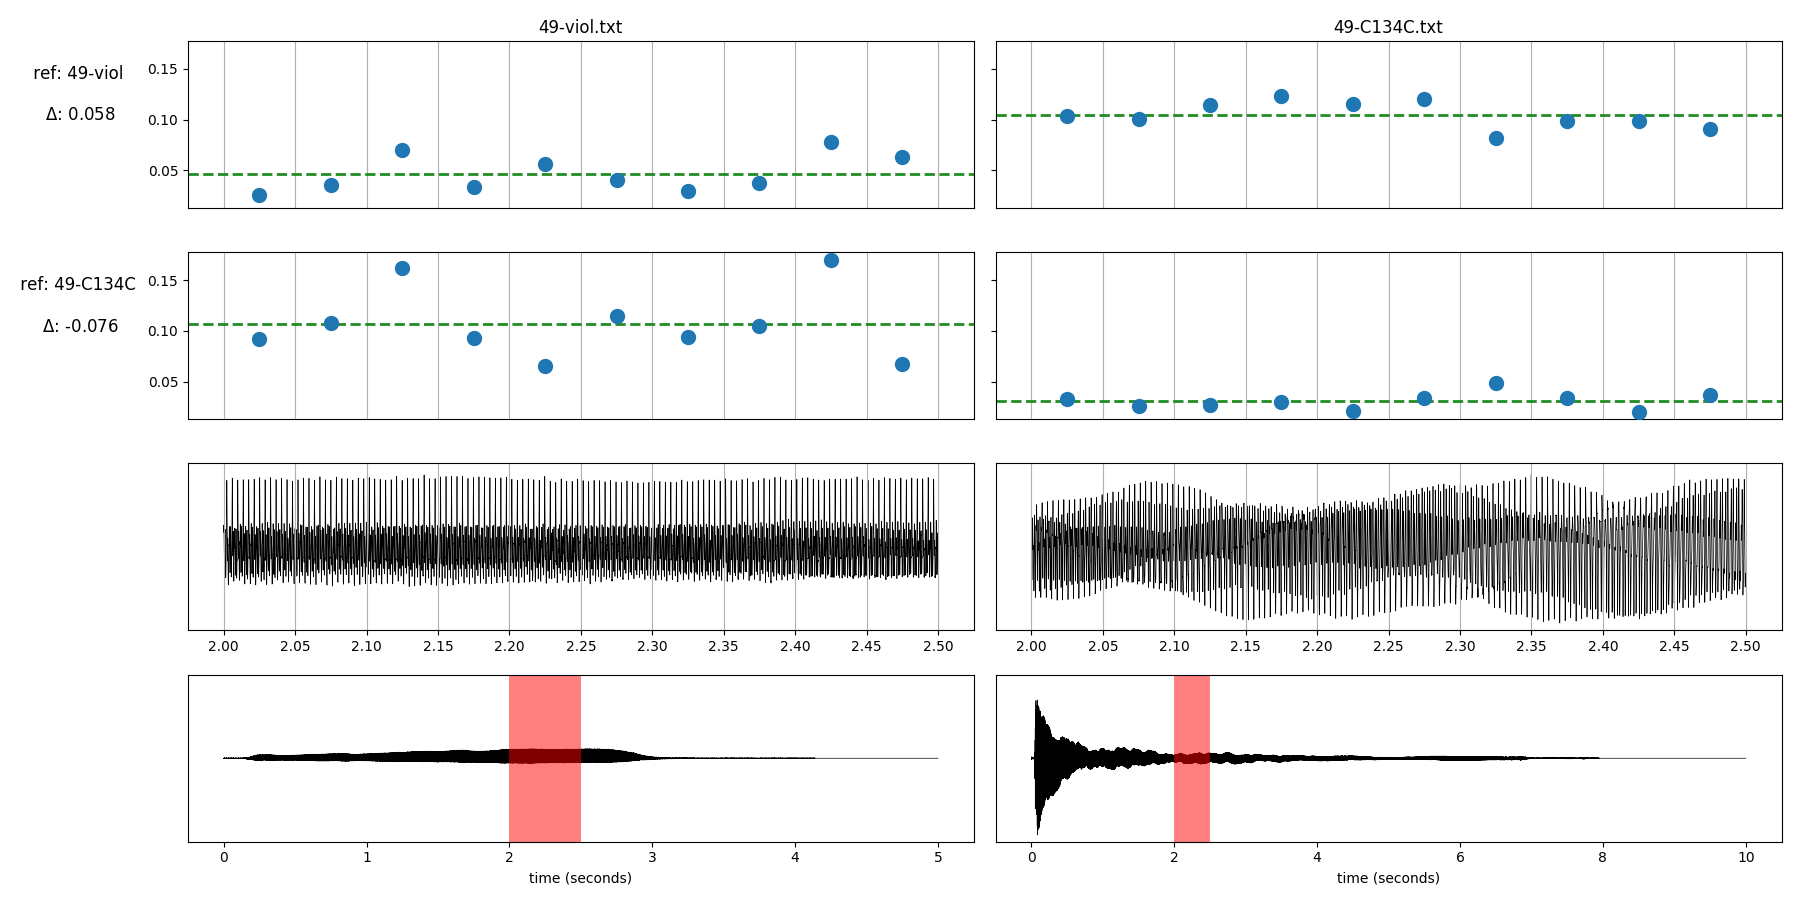 49-viol.txt 49-C134C.txt
ref: 49-viol
Δ: 0.058
0.15
0.10
0.05
ref: 49-C134C
Δ: -0.076
0.15
0.10
0.05
2.00 2.05 2.10 2.15 2.20 2.25 2.30 2.35 2.40 2.45 2.50 2.00 2.05 2.10 2.15 2.20 2.25 2.30 2.35 2.40 2.45 2.50
0 1 2 3 4 5 0 2 4 6 8 10
time (seconds) time (seconds)